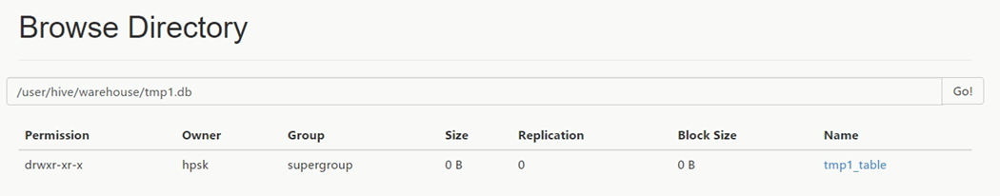 Browse Directory
/user/hive/warehouse/tmp1.db Go!
Permission Owner Group Size Replication Block Size Name
drwxr-xr-x hpsk supergroup 0 B 0 0 B tmp1_table